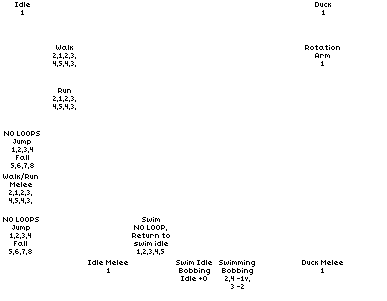 Idle
1
Duck
1
Walk
2,1,2,3,
4,5,4,3,
Rotation
Arm
1
Run
2,1,2,3,
4,5,4,3,
NO LOOPS
Jump
1,2,3,4
Fall
5,6,7,8
Walk/Run
Melee
2,1,2,3,
4,5,4,3,
NO LOOPS
Jump
1,2,3,4
Fall
5,6,7,8
Swim
NO LOOP,
Return to
swim idle
1,2,3,4,5
Idle Melee
1
Swim Idle
Bobbing
Idle +0
Swimming
Bobbing
2,4 -1v,
3 -2
Duck Melee
1